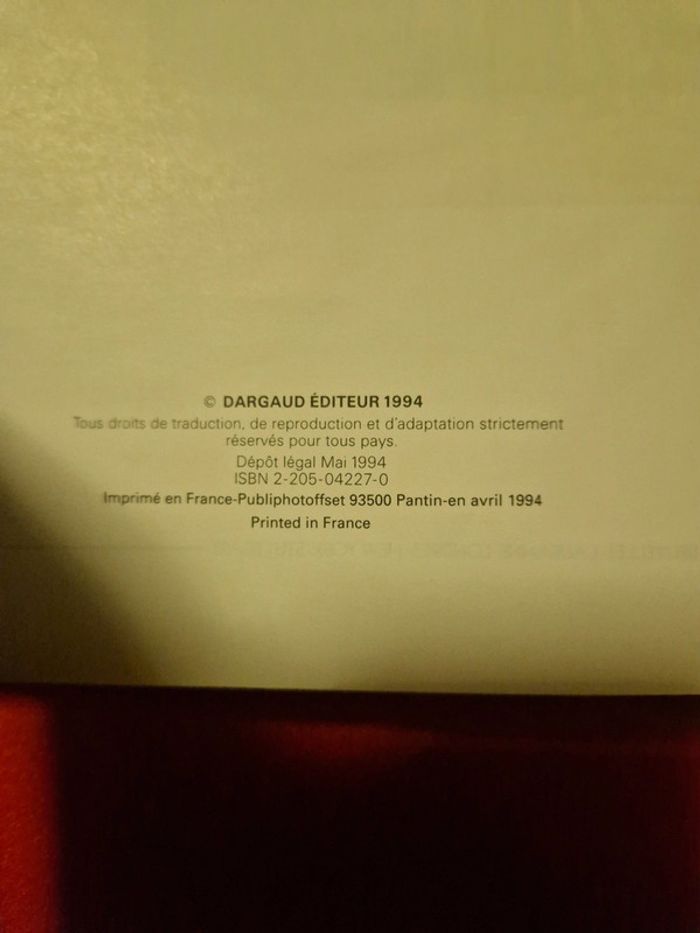 © DARGAUD ÉDITEUR 1994
Tous droits de traduction, de reproduction et d'adaptation strictement
réservés pour tous pays.
Dépôt légal Mai 1994
ISBN 2-205-04227-0
Imprimé en France-Publiphotoffset 93500 Pantin-en avril 1994
Printed in France